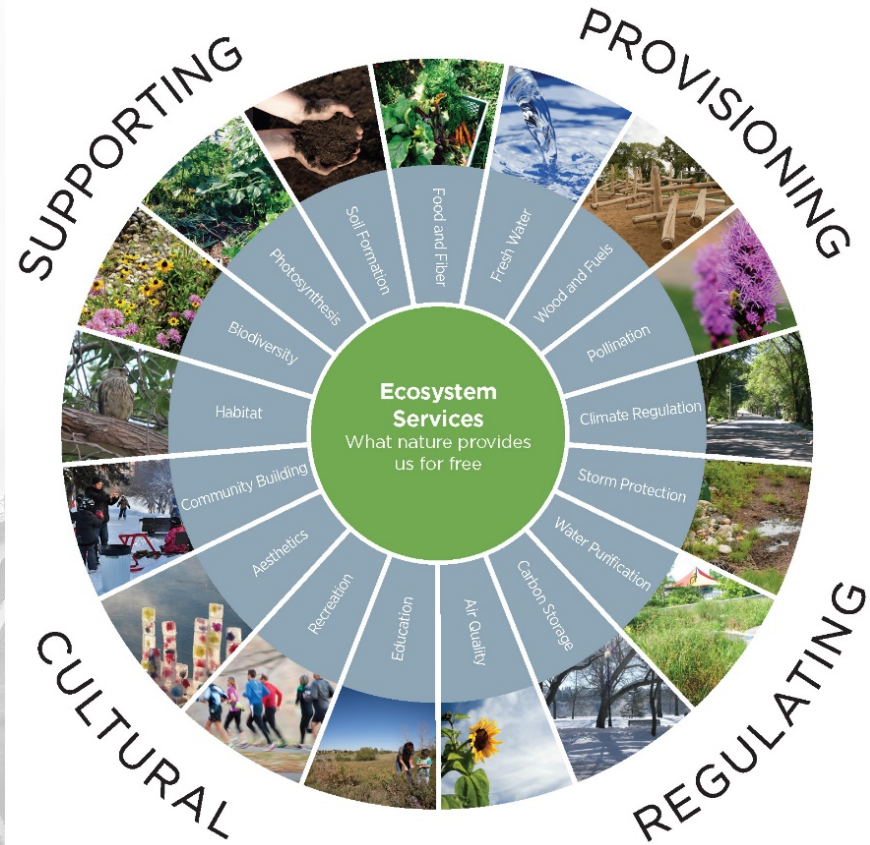 SUPPORTING
PROVISIONING
REGULATING
CULTURAL
Ecosystem
Services
What nature provides
us for free
Food and Fiber
Fresh Water
Wood and Fuels
Pollination
Climate Regulation
Storm Protection
Water Purification
Carbon Storage
Air Quality
Education
Recreation
Aesthetics
Community Building
Habitat
Biodiversity
Photosynthesis
Soil Formation